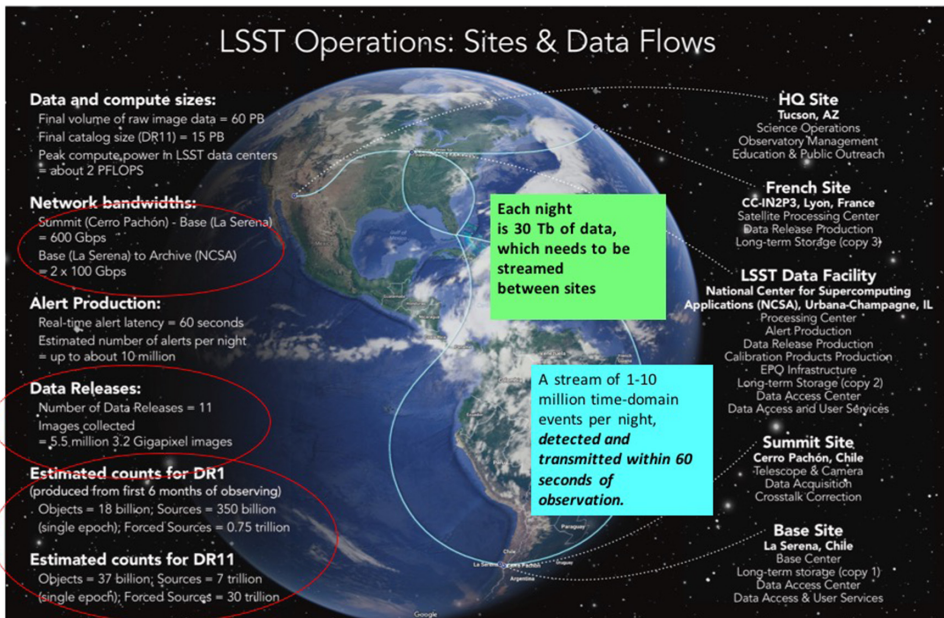 LSST Operations: Sites & Data Flows
Data and compute sizes:
Final volume of raw image data = 60 PB
Final catalog size (DR11) = 15 PB
Peak compute power in LSST data centers
= about 2 PFLOPS
Network bandwidths:
Summit (Cerro Pachón) - Base (La Serena)
= 600 Gbps
Base (La Serena) to Archive (NCSA)
= 2 x 100 Gbps
Alert Production:
Real-time alert latency = 60 seconds
Estimated number of alerts per night
= up to about 10 million
Data Releases:
Number of Data Releases = 11
Images collected
= 5.5 million 3.2 Gigapixel images
Estimated counts for DR1
(produced from first 6 months of observing)
Objects = 18 billion; Sources = 350 billion
(single epoch); Forced Sources = 0.75 trillion
Estimated counts for DR11
Objects = 37 billion; Sources = 7 trillion
(single epoch); Forced Sources = 30 trillion
Each night
is 30 Tb of data,
which needs to be
streamed
between sites
A stream of 1-10
million time-domain
events per night,
detected and
transmitted within 60
seconds of
observation.
HQ Site
Tucson, AZ
Science Operations
Observatory Management
Education & Public Outreach
French Site
CC-IN2P3, Lyon, France
Satellite Processing Center
Data Release Production
Long-term Storage (copy 3)
LSST Data Facility
National Center for Supercomputing
Applications (NCSA), Urbana-Champagne, IL
Processing Center
Alert Production
Data Release Production
Calibration Products Production
EPO Infrastructure
Long-term Storage (copy 2)
Data Access Center
Data Access and User Services
Summit Site
Cerro Pachón, Chile
Telescope & Camera
Data Acquisition
Crosstalk Correction
Base Site
La Serena, Chile
Base Center
Long-term storage (copy 1)
Data Access Center
Data Access & User Services
Paraguay
Chile
Uruguay
La Serena
Pachón
Argentina
Google